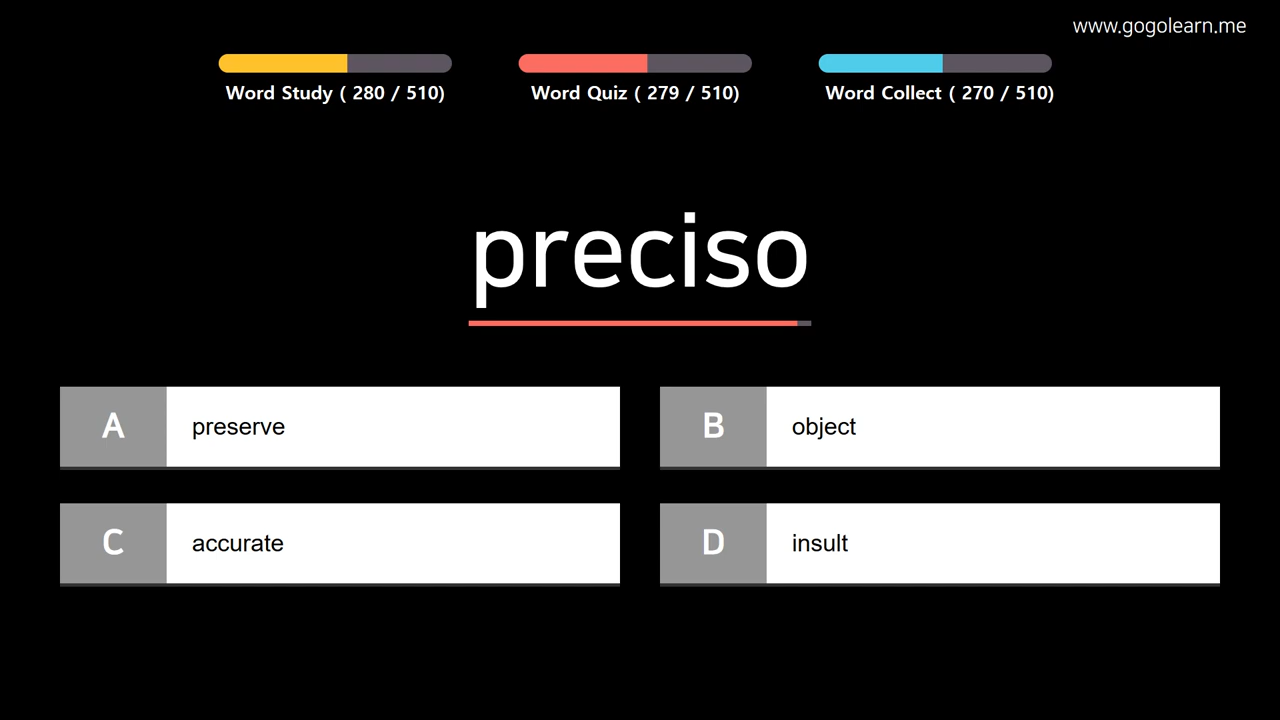 www.gogolearn.me
Word Study ( 280 / 510)
Word Quiz ( 279 / 510)
Word Collect ( 270 / 510)
preciso
A preserve
B object
C accurate
D insult